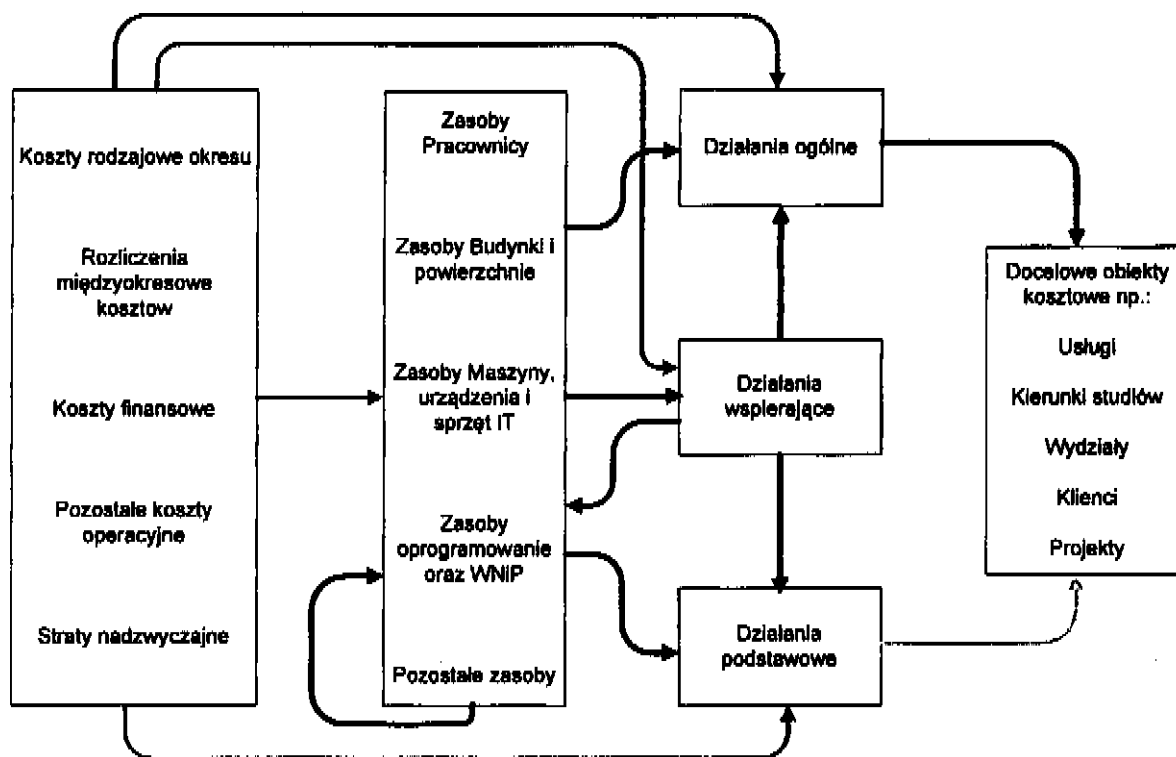 Koszty rodzajowe okresu
Rozliczenia
międzyokresowe
kosztow
Koszty finansowe
Pozostałe koszty
operacyjne
Straty nadzwyczajne
Zasoby
Pracownicy
Zasoby Budynki i
powierzchnie
Zasoby Maszyny,
urządzenia i
sprzęt IT
Zasoby
oprogramowanie
oraz WNiP
Pozostałe zasoby
Działania ogólne
Działania
wspierające
Działania
podstawowe
Docelowe obiekty
kosztowe np.:
Usługi
Kierunki studiów
Wydziały
Klienci
Projekty